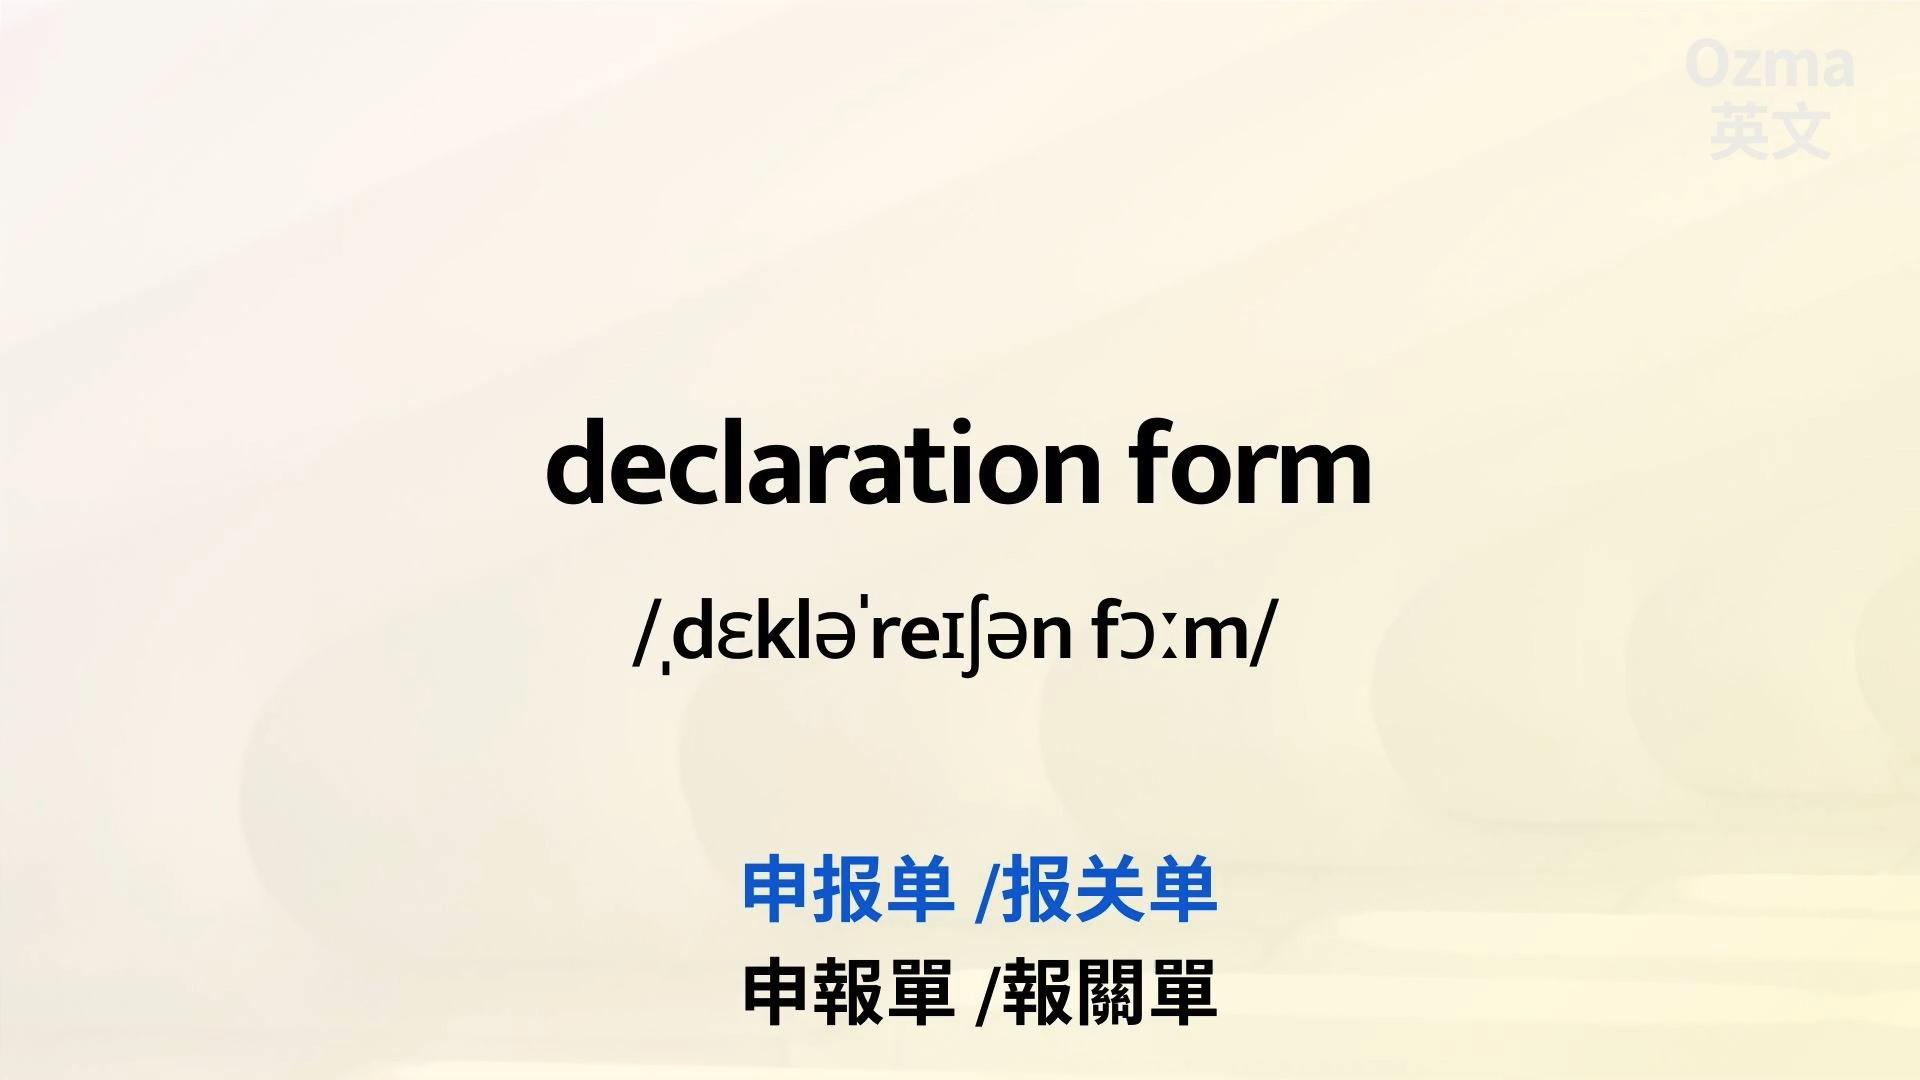 Ozma
英文
declaration form
/ˌdɛkləˈreɪʃən fɔːm/
申报单 /报关单
申報單 /報關單